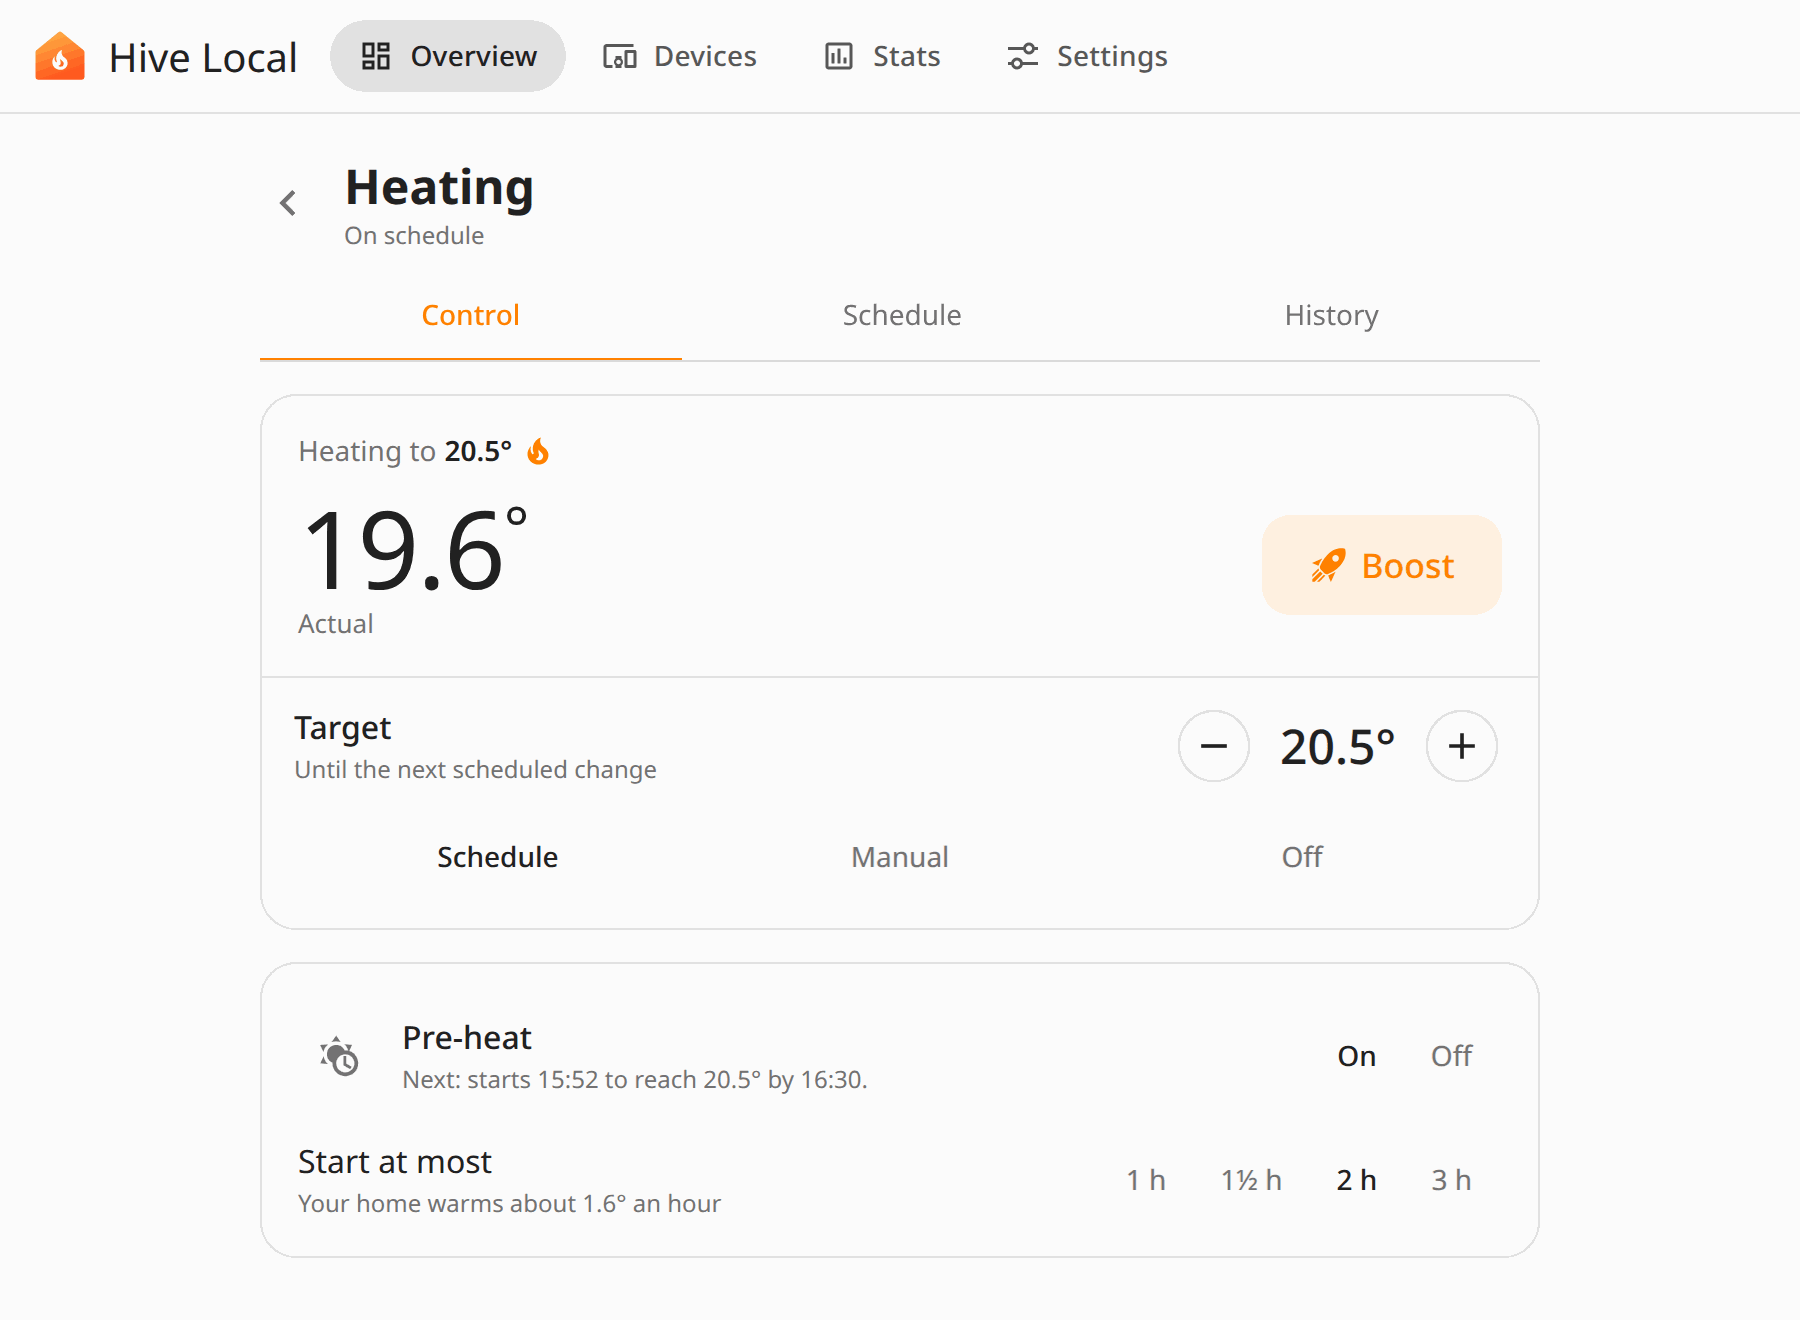 Hive Local
Overview
Devices
Stats
Settings
Heating
On schedule
Control
Schedule
History
Heating to 20.5°
19.6°
Actual
Boost
Target
Until the next scheduled change
20.5°
Schedule
Manual
Off
Pre-heat
Next: starts 15:52 to reach 20.5° by 16:30.
On
Off
Start at most
Your home warms about 1.6° an hour
1 h
1½ h
2 h
3 h